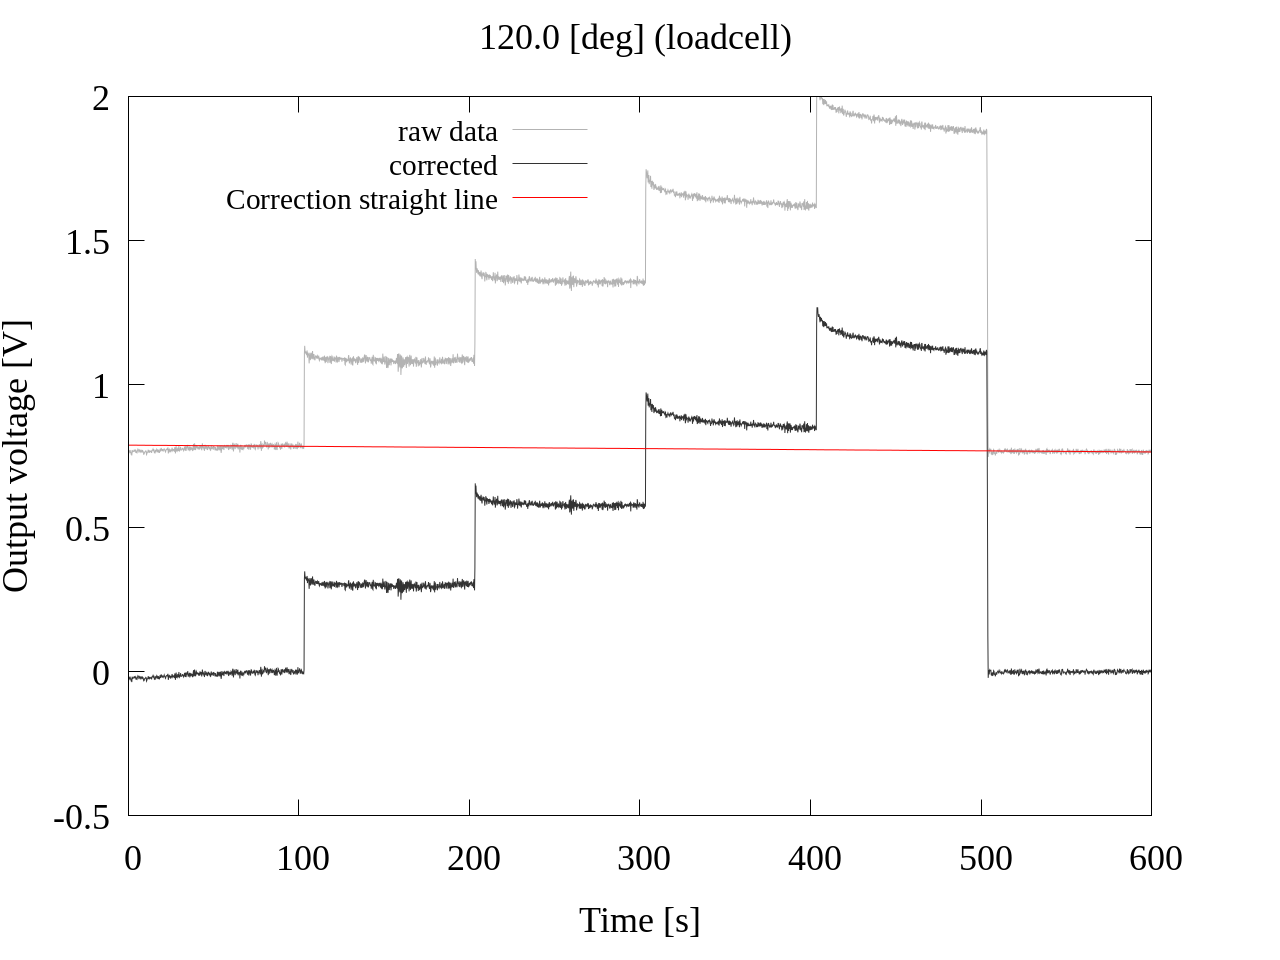 120.0 [deg] (loadcell)
raw data
corrected
Correction straight line
2
1.5
1
0.5
0
-0.5
Output voltage [V]
0 100 200 300 400 500 600
Time [s]